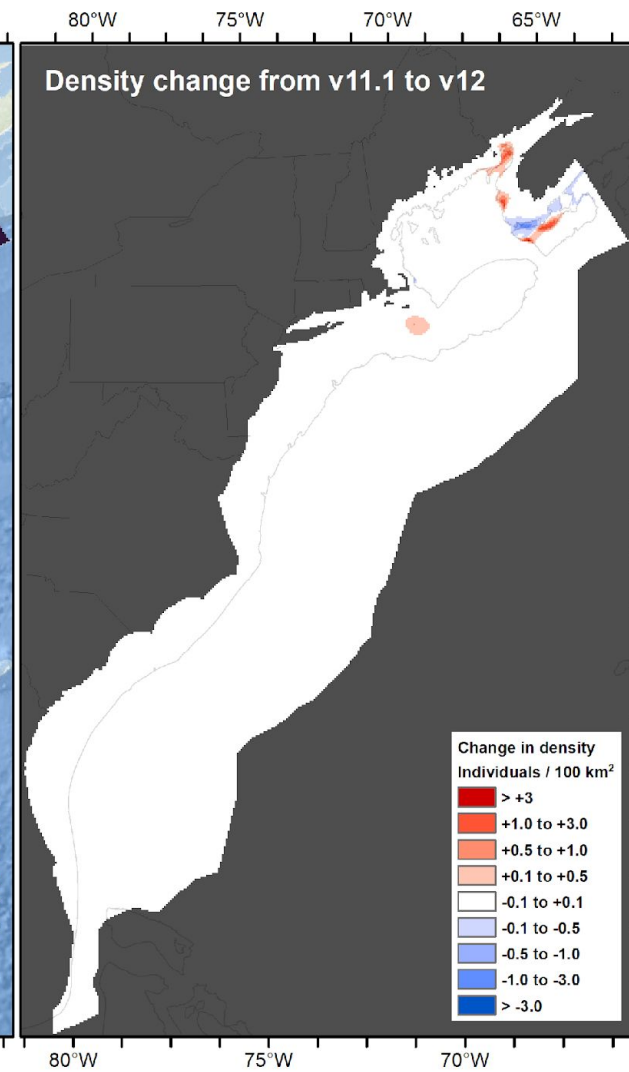 80°W 75°W 70°W 65°W
Density change from v11.1 to v12
Change in density
Individuals / 100 km²
> +3
+1.0 to +3.0
+0.5 to +1.0
+0.1 to +0.5
-0.1 to +0.1
-0.1 to -0.5
-0.5 to -1.0
-1.0 to -3.0
> -3.0
80°W 75°W 70°W